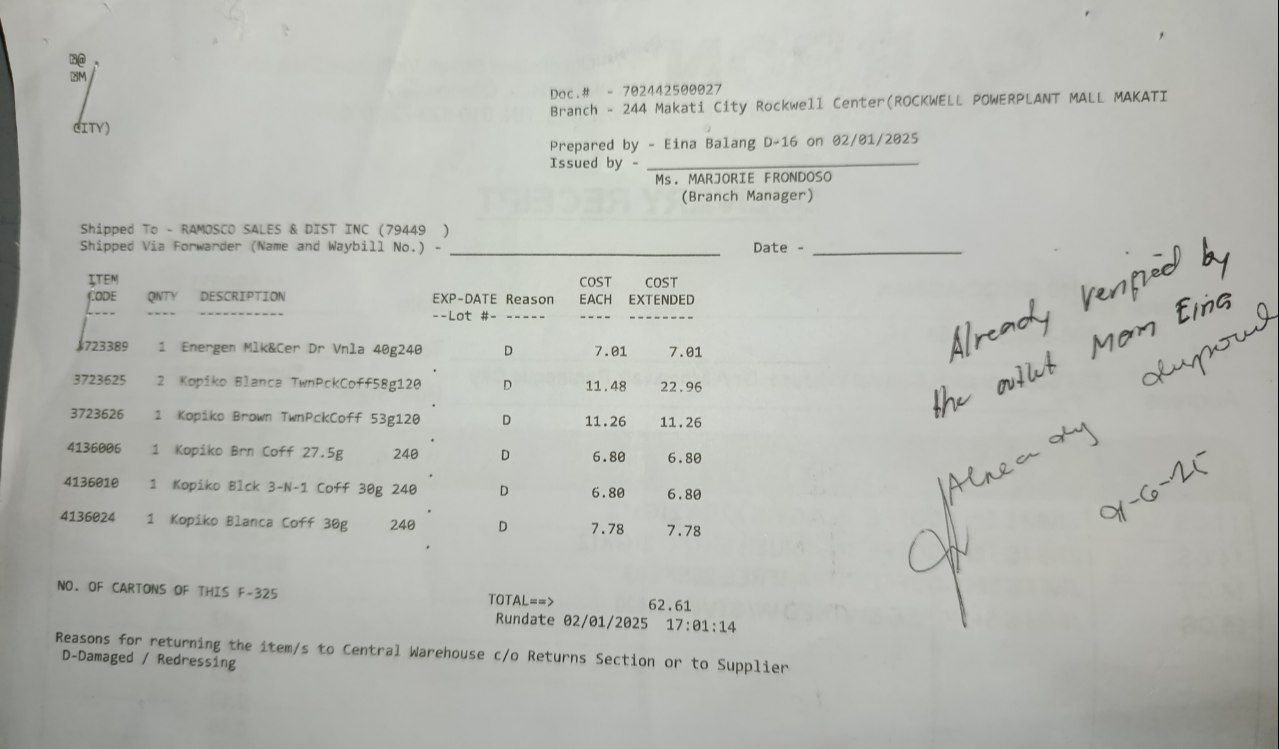 @
M
CITY)
Doc.# - 702442500027
Branch - 244 Makati City Rockwell Center(ROCKWELL POWERPLANT MALL MAKATI
Prepared by - Eina Balang D-16 on 02/01/2025
Issued by - ____________________
Ms. MARJORIE FRONDOSO
(Branch Manager)
Shipped To - RAMOSCO SALES & DIST INC (79449 )
Shipped Via Forwarder (Name and Waybill No.) - ____________________ Date - ____________________
ITEM COST COST
CODE QNTY DESCRIPTION EXP-DATE Reason EACH EXTENDED
---- ---- ----------- --Lot #- ----- ---- --------
3723389 1 Energen Mlk&Cer Dr Vnla 40g240 D 7.01 7.01
3723625 2 Kopiko Blanca TwnPckCoff58g120 D 11.48 22.96
3723626 1 Kopiko Brown TwnPckCoff 53g120 D 11.26 11.26
4136006 1 Kopiko Brn Coff 27.5g 240 D 6.80 6.80
4136010 1 Kopiko Blck 3-N-1 Coff 30g 240 D 6.80 6.80
4136024 1 Kopiko Blanca Coff 30g 240 D 7.78 7.78
NO. OF CARTONS OF THIS F-325
TOTAL==> 62.61
Rundate 02/01/2025 17:01:14
Reasons for returning the item/s to Central Warehouse c/o Returns Section or to Supplier
D-Damaged / Redressing
Already verified by
the outlet Mam Eina
Already